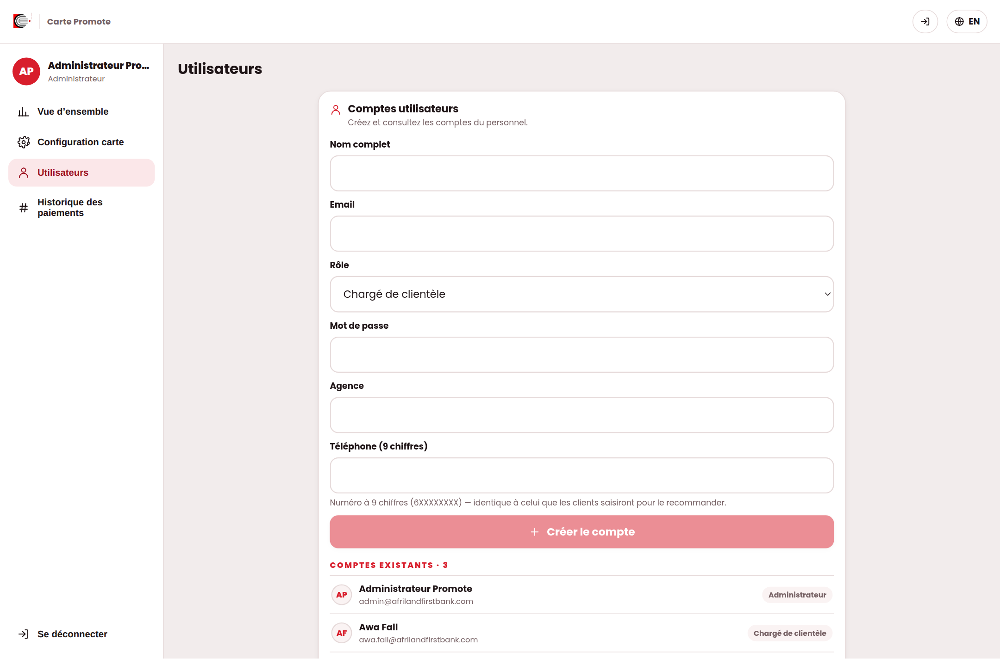 Carte Promote
EN
AP
Administrateur Pro...
Administrateur
Vue d’ensemble
Configuration carte
Utilisateurs
Historique des
paiements
Se déconnecter
Utilisateurs
Comptes utilisateurs
Créez et consultez les comptes du personnel.
Nom complet
Email
Rôle
Chargé de clientèle
Mot de passe
Agence
Téléphone (9 chiffres)
Numéro à 9 chiffres (6XXXXXXXX) — identique à celui que les clients saisiront pour le recommander.
Créer le compte
COMPTES EXISTANTS · 3
AP
Administrateur Promote
admin@afrilandfirstbank.com
Administrateur
AF
Awa Fall
awa.fall@afrilandfirstbank.com
Chargé de clientèle